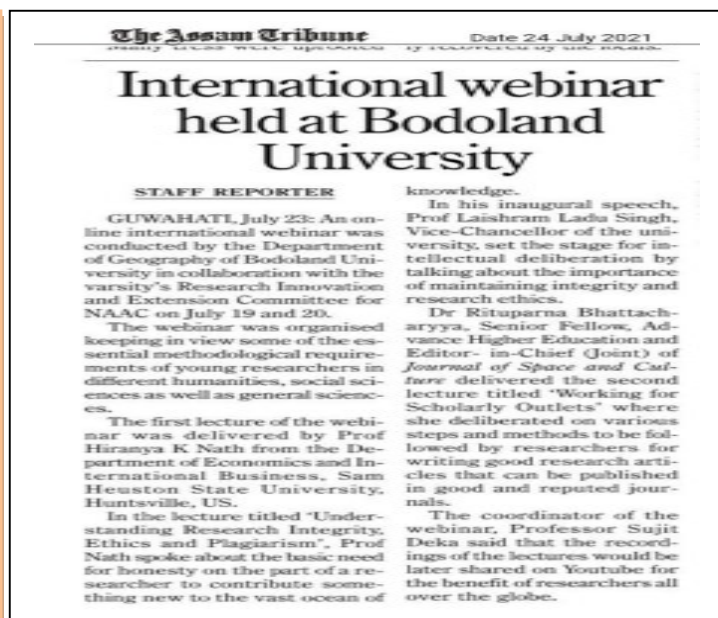 The Assam Tribune
Date 24 July 2021
International webinar
held at Bodoland
University
STAFF REPORTER
GUWAHATI, July 23: An on-
line international webinar was
conducted by the Department
of Geography of Bodoland Uni-
versity in collaboration with the
varsity's Research Innovation
and Extension Committee for
NAAC on July 19 and 20.
The webinar was organised
keeping in view some of the es-
sential methodological require-
ments of young researchers in
different humanities, social sci-
ences as well as general scienc-
es.
The first lecture of the webi-
nar was delivered by Prof
Hiranya K Nath from the De-
partment of Economics and In-
ternational Business, Sam
Heuston State University,
Huntsville, US.
In the lecture titled 'Under-
standing Research Integrity,
Ethics and Plagiarism', Prof
Nath spoke about the basic need
for honesty on the part of a re-
searcher to contribute some-
thing new to the vast ocean of
knowledge.
In his inaugural speech,
Prof Laishram Ladu Singh,
Vice-Chancellor of the uni-
versity, set the stage for in-
tellectual deliberation by
talking about the importance
of maintaining integrity and
research ethics.
Dr Rituparna Bhattach-
aryya, Senior Fellow, Ad-
vance Higher Education and
Editor- in-Chief (Joint) of
Journal of Space and Cul-
ture delivered the second
lecture titled 'Working for
Scholarly Outlets' where
she deliberated on various
steps and methods to be fol-
lowed by researchers for
writing good research arti-
cles that can be published
in good and reputed jour-
nals.
The coordinator of the
webinar, Professor Sujit
Deka said that the record-
ings of the lectures would be
later shared on Youtube for
the benefit of researchers all
over the globe.